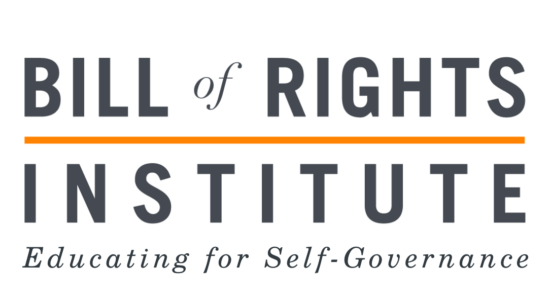 BILL of RIGHTS
INSTITUTE
Educating for Self-Governance